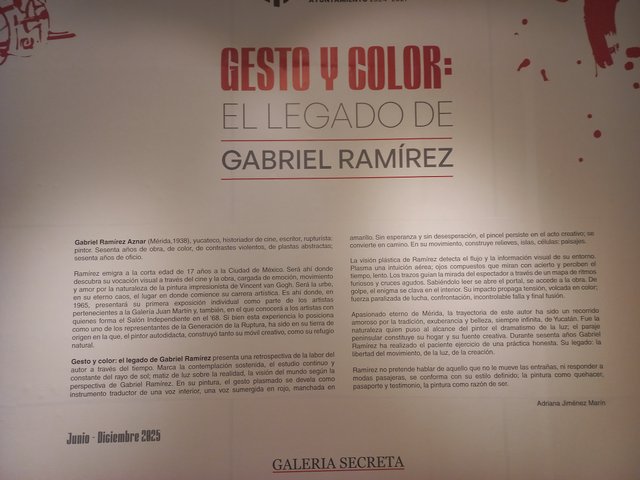 AYUNTAMIENTO 2024-2027
GESTO Y COLOR:
EL LEGADO DE
GABRIEL RAMÍREZ
Gabriel Ramírez Aznar (Mérida,1938), yucateco, historiador de cine, escritor, rupturista:
pintor. Sesenta años de obra, de color, de contrastes violentos, de plastas abstractas;
sesenta años de oficio.
Ramírez emigra a la corta edad de 17 años a la Ciudad de México. Será ahí donde
descubra su vocación visual a través del cine y la obra, cargada de emoción, movimiento
y amor por la naturaleza de la pintura impresionista de Vincent van Gogh. Será la urbe,
en su eterno caos, el lugar en donde comience su carrera artística. Es ahí donde, en
1965, presentará su primera exposición individual como parte de los artistas
pertenecientes a la Galería Juan Martín y, también, en el que conocerá a los artistas con
quienes forma el Salón Independiente en el '68. Si bien esta experiencia lo posiciona
como uno de los representantes de la Generación de la Ruptura, ha sido en su tierra de
origen en la que, el pintor autodidacta, construyó tanto su móvil creativo, como su refugio
natural.
Gesto y color: el legado de Gabriel Ramírez presenta una retrospectiva de la labor del
autor a través del tiempo. Marca la contemplación sostenida, el estudio continuo y
constante del rayo de sol; matiz de luz sobre la realidad, la visión del mundo según la
perspectiva de Gabriel Ramírez. En su pintura, el gesto plasmado se devela como
instrumento traductor de una voz interior, una voz sumergida en rojo, manchada en
amarillo. Sin esperanza y sin desesperación, el pincel persiste en el acto creativo; se
convierte en camino. En su movimiento, construye relieves, islas, células: paisajes.
La visión plástica de Ramírez detecta el flujo y la información visual de su entorno.
Plasma una intuición aérea; ojos compuestos que miran con acierto y perciben el
tiempo, lento. Los trazos guían la mirada del espectador a través de un mapa de ritmos
furiosos y cruces agudos. Sabiéndolo leer se abre el portal, se accede a la obra. De
golpe, el enigma se clava en el interior. Su impacto propaga tensión, volcada en color;
fuerza paralizada de lucha, confrontación, incontrolable falla y final fusión.
Apasionado eterno de Mérida, la trayectoria de este autor ha sido un recorrido
amoroso por la tradición, exuberancia y belleza, siempre infinita, de Yucatán. Fue la
naturaleza quien puso al alcance del pintor el dramatismo de la luz; el paraje
peninsular constituye su hogar y su fuente creativa. Durante sesenta años Gabriel
Ramírez ha realizado el paciente ejercicio de una práctica honesta. Su legado: la
libertad del movimiento, de la luz, de la creación.
Ramírez no pretende hablar de aquello que no le mueve las entrañas, ni responder a
modas pasajeras, se conforma con su estilo definido; la pintura como quehacer,
pasaporte y testimonio, la pintura como razón de ser.
Adriana Jiménez Marín
Junio - Diciembre 2025
GALERIA SECRETA